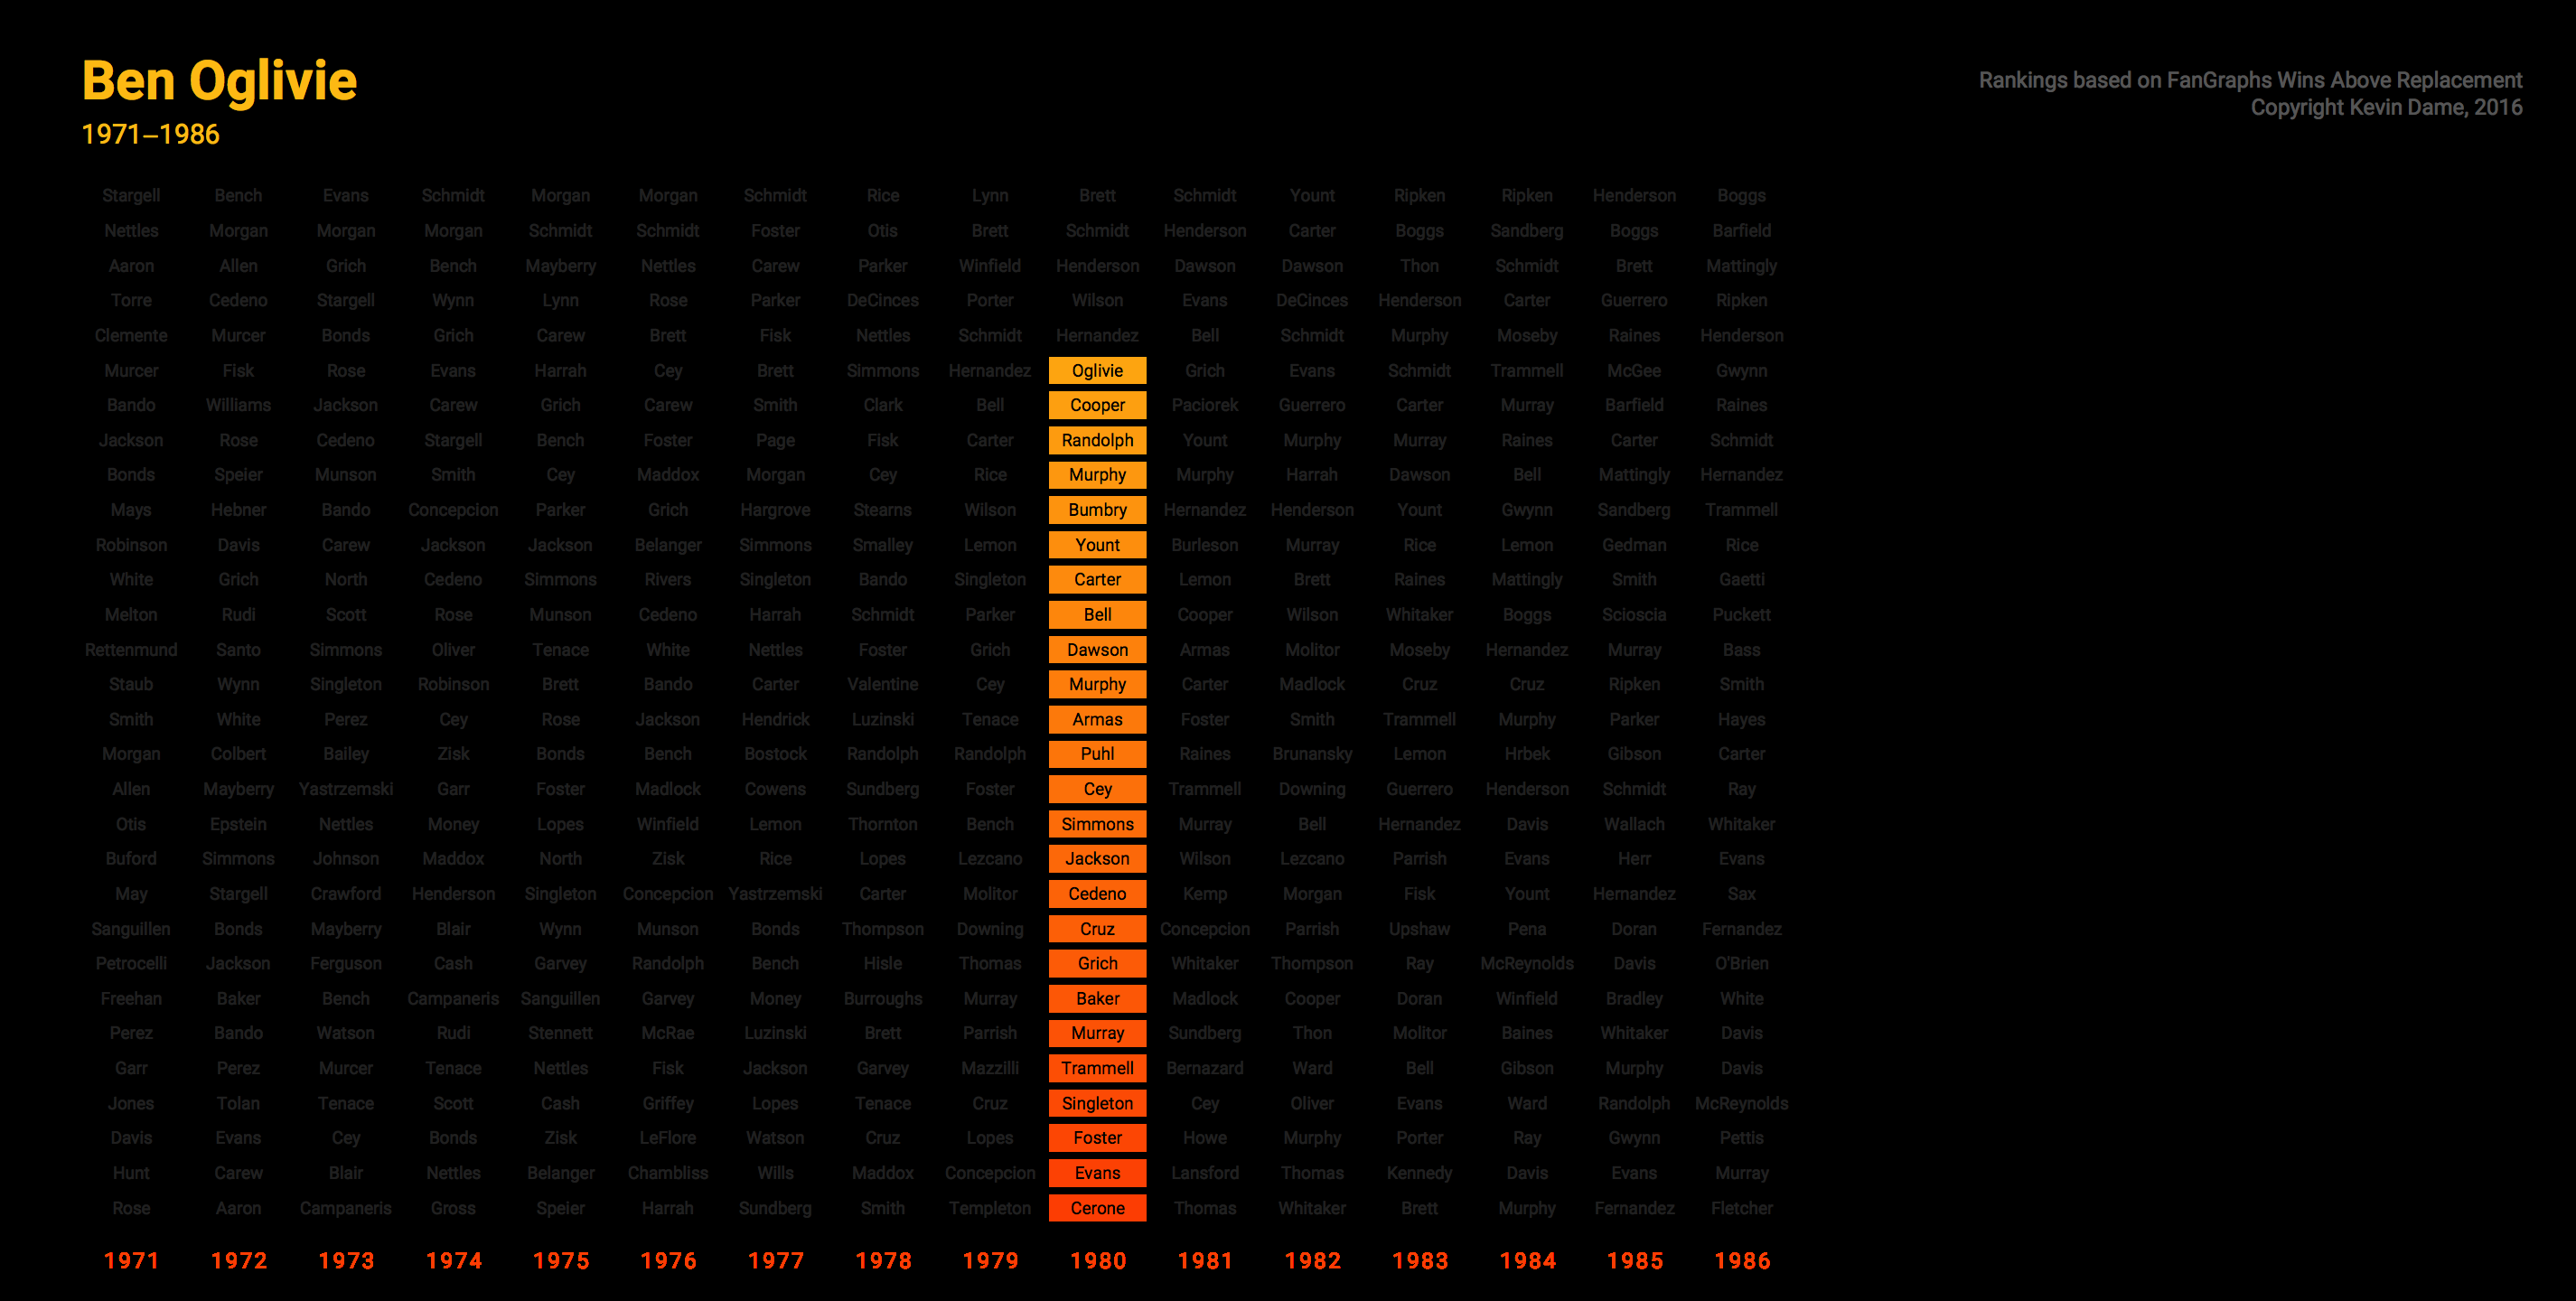 Ben Oglivie
1971–1986
Rankings based on FanGraphs Wins Above Replacement
Copyright Kevin Dame, 2016
Stargell Bench Evans Schmidt Morgan Morgan Schmidt Rice Lynn Brett Schmidt Yount Ripken Ripken Henderson Boggs
Nettles Morgan Morgan Morgan Schmidt Schmidt Foster Otis Brett Schmidt Henderson Carter Boggs Sandberg Boggs Barfield
Aaron Allen Grich Bench Mayberry Nettles Carew Parker Winfield Henderson Dawson Dawson Thon Schmidt Brett Mattingly
Torre Cedeno Stargell Wynn Lynn Rose Parker DeCinces Porter Wilson Evans DeCinces Henderson Carter Guerrero Ripken
Clemente Murcer Bonds Grich Carew Brett Fisk Nettles Schmidt Hernandez Bell Schmidt Murphy Moseby Raines Henderson
Murcer Fisk Rose Evans Harrah Cey Brett Simmons Hernandez Oglivie Grich Evans Schmidt Trammell McGee Gwynn
Bando Williams Jackson Carew Grich Carew Smith Clark Bell Cooper Paciorek Guerrero Carter Murray Barfield Raines
Jackson Rose Cedeno Stargell Bench Foster Page Fisk Carter Randolph Yount Murphy Murray Raines Carter Schmidt
Bonds Speier Munson Smith Cey Maddox Morgan Cey Rice Murphy Murphy Harrah Dawson Bell Mattingly Hernandez
Mays Hebner Bando Concepcion Parker Grich Hargrove Stearns Wilson Bumbry Hernandez Henderson Yount Gwynn Sandberg Trammell
Robinson Davis Carew Jackson Jackson Belanger Simmons Smalley Lemon Yount Burleson Murray Rice Lemon Gedman Rice
White Grich North Cedeno Simmons Rivers Singleton Bando Singleton Carter Lemon Brett Raines Mattingly Smith Gaetti
Melton Rudi Scott Rose Munson Cedeno Harrah Schmidt Parker Bell Cooper Wilson Whitaker Boggs Scioscia Puckett
Rettenmund Santo Simmons Oliver Tenace White Nettles Foster Grich Dawson Armas Molitor Moseby Hernandez Murray Bass
Staub Wynn Singleton Robinson Brett Bando Carter Valentine Cey Murphy Carter Madlock Cruz Cruz Ripken Smith
Smith White Perez Cey Rose Jackson Hendrick Luzinski Tenace Armas Foster Smith Trammell Murphy Parker Hayes
Morgan Colbert Bailey Zisk Bonds Bench Bostock Randolph Randolph Puhl Raines Brunansky Lemon Hrbek Gibson Carter
Allen Mayberry Yastrzemski Garr Foster Madlock Cowens Sundberg Foster Cey Trammell Downing Guerrero Henderson Schmidt Ray
Otis Epstein Nettles Money Lopes Winfield Lemon Thornton Bench Simmons Murray Bell Hernandez Davis Wallach Whitaker
Buford Simmons Johnson Maddox North Zisk Rice Lopes Lezcano Jackson Wilson Lezcano Parrish Evans Herr Evans
May Stargell Crawford Henderson Singleton Concepcion Yastrzemski Carter Molitor Cedeno Kemp Morgan Fisk Yount Hernandez Sax
Sanguillen Bonds Mayberry Blair Wynn Munson Bonds Thompson Downing Cruz Concepcion Parrish Upshaw Pena Doran Fernandez
Petrocelli Jackson Ferguson Cash Garvey Randolph Bench Hisle Thomas Grich Whitaker Thompson Ray McReynolds Davis O'Brien
Freehan Baker Bench Campaneris Sanguillen Garvey Money Burroughs Murray Baker Madlock Cooper Doran Winfield Bradley White
Perez Bando Watson Rudi Stennett McRae Luzinski Brett Parrish Murray Sundberg Thon Molitor Baines Whitaker Davis
Garr Perez Murcer Tenace Nettles Fisk Jackson Garvey Mazzilli Trammell Bernazard Ward Bell Gibson Murphy Davis
Jones Tolan Tenace Scott Cash Griffey Lopes Tenace Cruz Singleton Cey Oliver Evans Ward Randolph McReynolds
Davis Evans Cey Bonds Zisk LeFlore Watson Cruz Lopes Foster Howe Murphy Porter Ray Gwynn Pettis
Hunt Carew Blair Nettles Belanger Chambliss Wills Maddox Concepcion Evans Lansford Thomas Kennedy Davis Evans Murray
Rose Aaron Campaneris Gross Speier Harrah Sundberg Smith Templeton Cerone Thomas Whitaker Brett Murphy Fernandez Fletcher
1971 1972 1973 1974 1975 1976 1977 1978 1979 1980 1981 1982 1983 1984 1985 1986